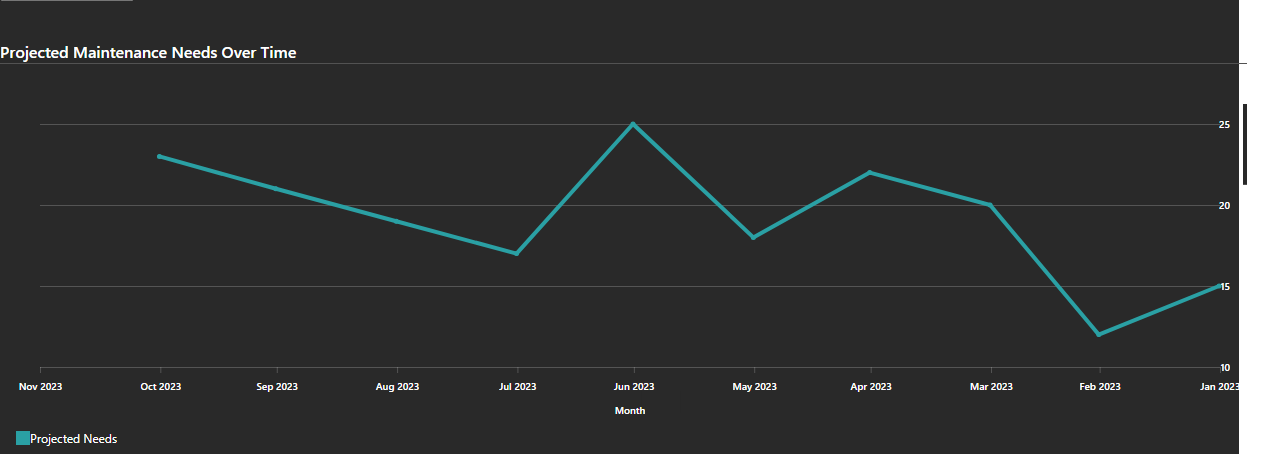 Projected Maintenance Needs Over Time
25
20
15
10
Nov 2023 Oct 2023 Sep 2023 Aug 2023 Jul 2023 Jun 2023 May 2023 Apr 2023 Mar 2023 Feb 2023 Jan 2023
Month
Projected Needs